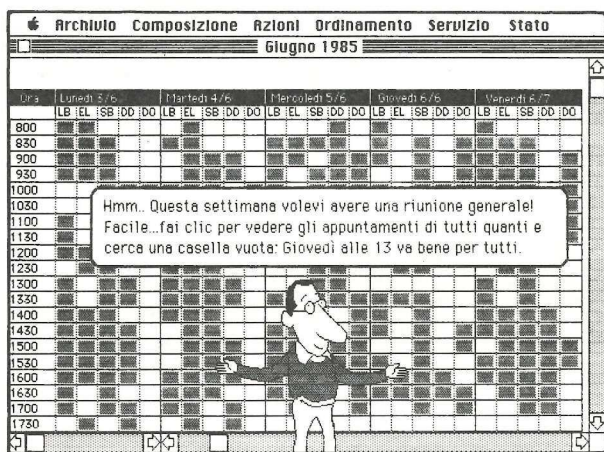 Archivio Composizione Azioni Ordinamento Servizio Stato
Giugno 1985
Ora Lunedì 3/6 Martedì 4/6 Mercoledì 5/6 Giovedì 6/6 Venerdì 6/7
LB EL SB DD DO LB EL SB DD DO LB EL SB DD DO LB EL SB DD DO LB EL SB DD DO
800
830
900
930
1000
1030
1100
1130
1200
1230
1300
1330
1400
1430
1500
1530
1600
1630
1700
1730
Hmm.. Questa settimana volevi avere una riunione generale!
Facile...fai clic per vedere gli appuntamenti di tutti quanti e
cerca una casella vuota: Giovedì alle 13 va bene per tutti.